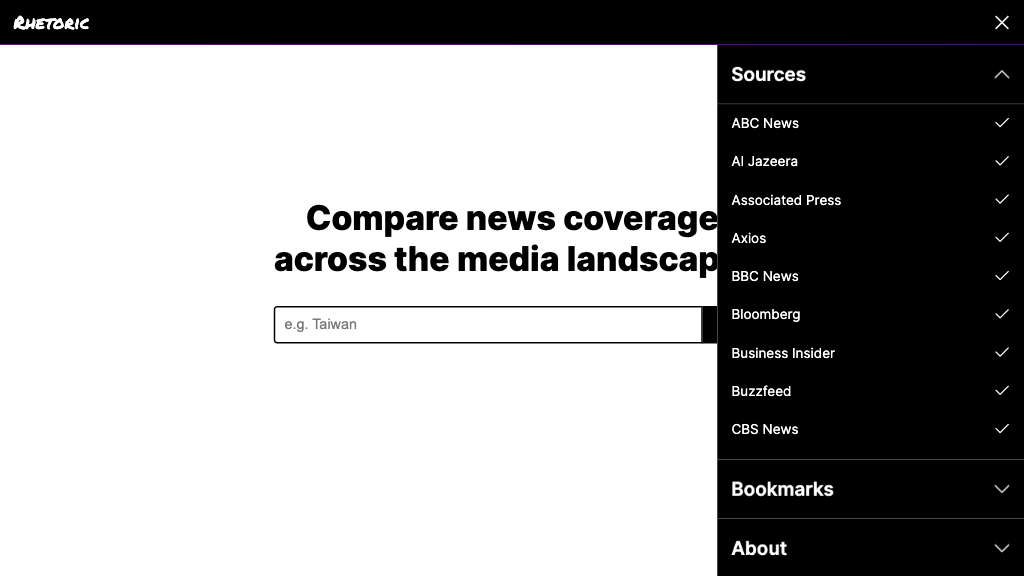 Rhetoric
Sources
ABC News
Al Jazeera
Associated Press
Axios
BBC News
Bloomberg
Business Insider
Buzzfeed
CBS News
Bookmarks
About
Compare news coverage
across the media landscap
e.g. Taiwan